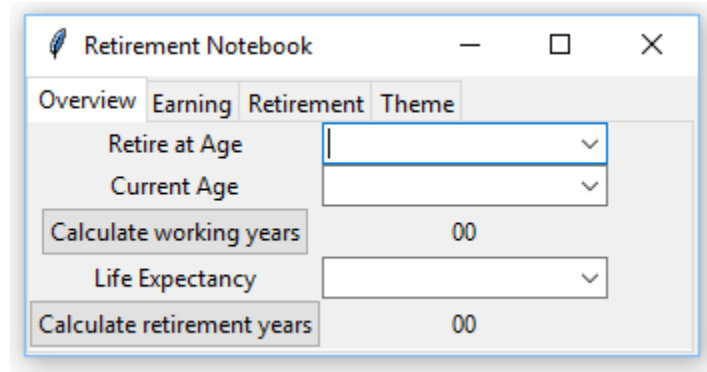 Retirement Notebook
Overview Earning Retirement Theme
Retire at Age
Current Age
Calculate working years 00
Life Expectancy
Calculate retirement years 00